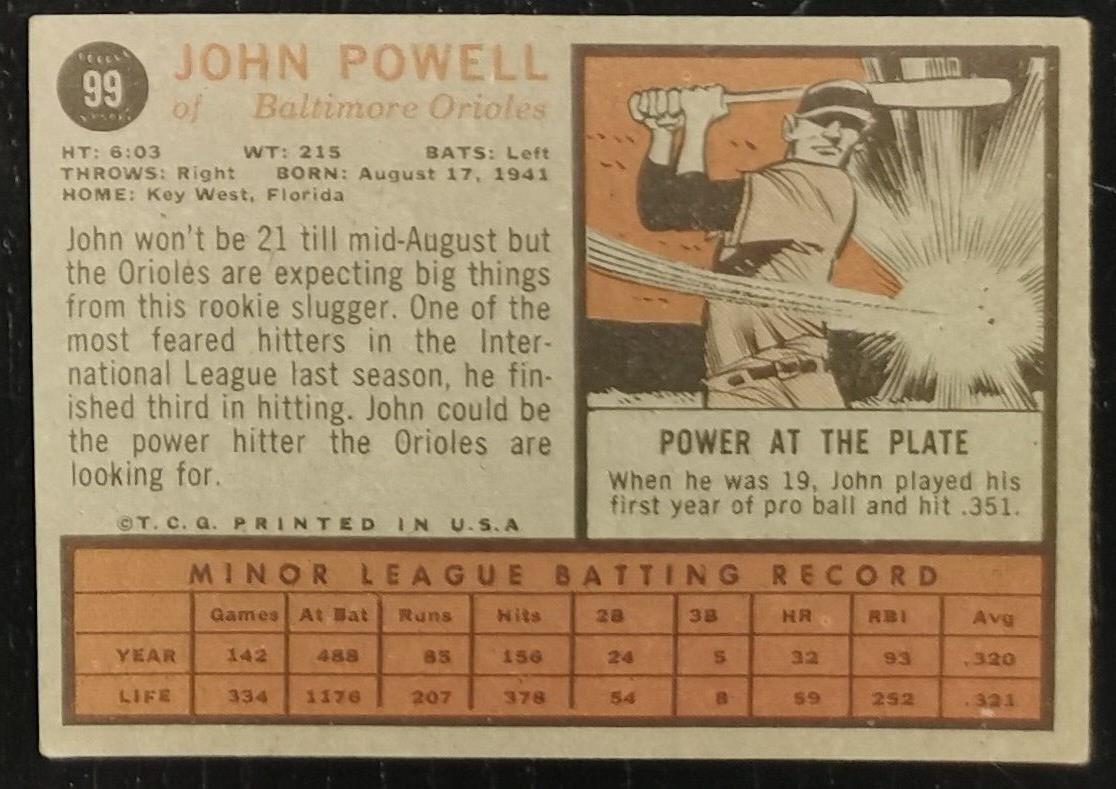 99
JOHN POWELL
of Baltimore Orioles
HT: 6:03 WT: 215 BATS: Left
THROWS: Right BORN: August 17, 1941
HOME: Key West, Florida
John won't be 21 till mid-August but
the Orioles are expecting big things
from this rookie slugger. One of the
most feared hitters in the Inter-
national League last season, he fin-
ished third in hitting. John could be
the power hitter the Orioles are
looking for.
©T. C. G. PRINTED IN U.S.A
POWER AT THE PLATE
When he was 19, John played his
first year of pro ball and hit .351.
MINOR LEAGUE BATTING RECORD
Games At Bat Runs Hits 2B 3B HR RBI Avg
YEAR 142 488 85 156 24 5 32 93 .320
LIFE 334 1176 207 378 54 8 59 252 .321